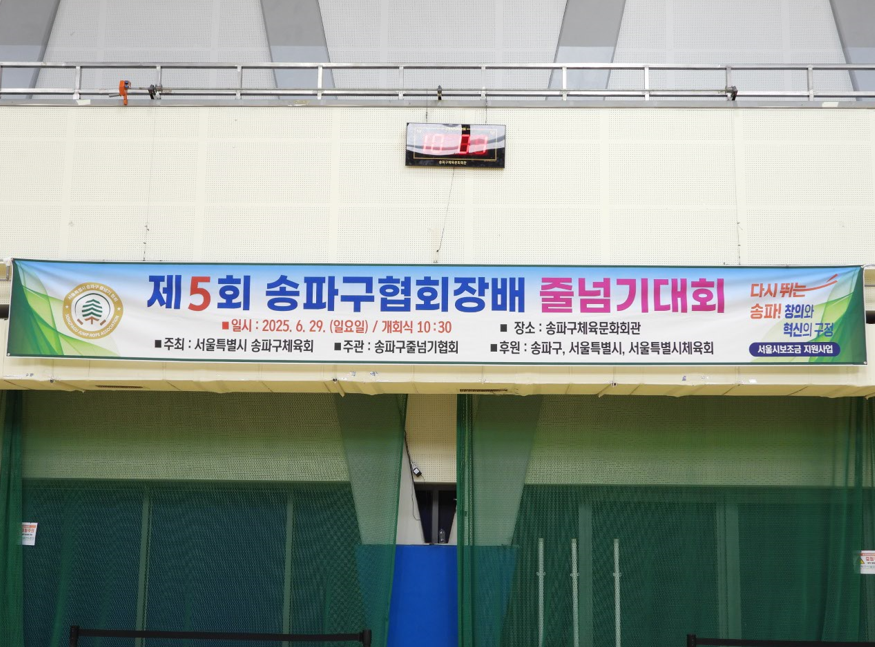 제5회 송파구협회장배 줄넘기대회
■일시 : 2025. 6. 29. (일요일) / 개회식 10:30
■장소 : 송파구체육문화회관
■주최 : 서울특별시 송파구체육회
■주관 : 송파구줄넘기협회
■후원 : 송파구, 서울특별시, 서울특별시체육회
다시 뛰는
송파! 창의와
혁신의 구정
서울시보조금 지원사업